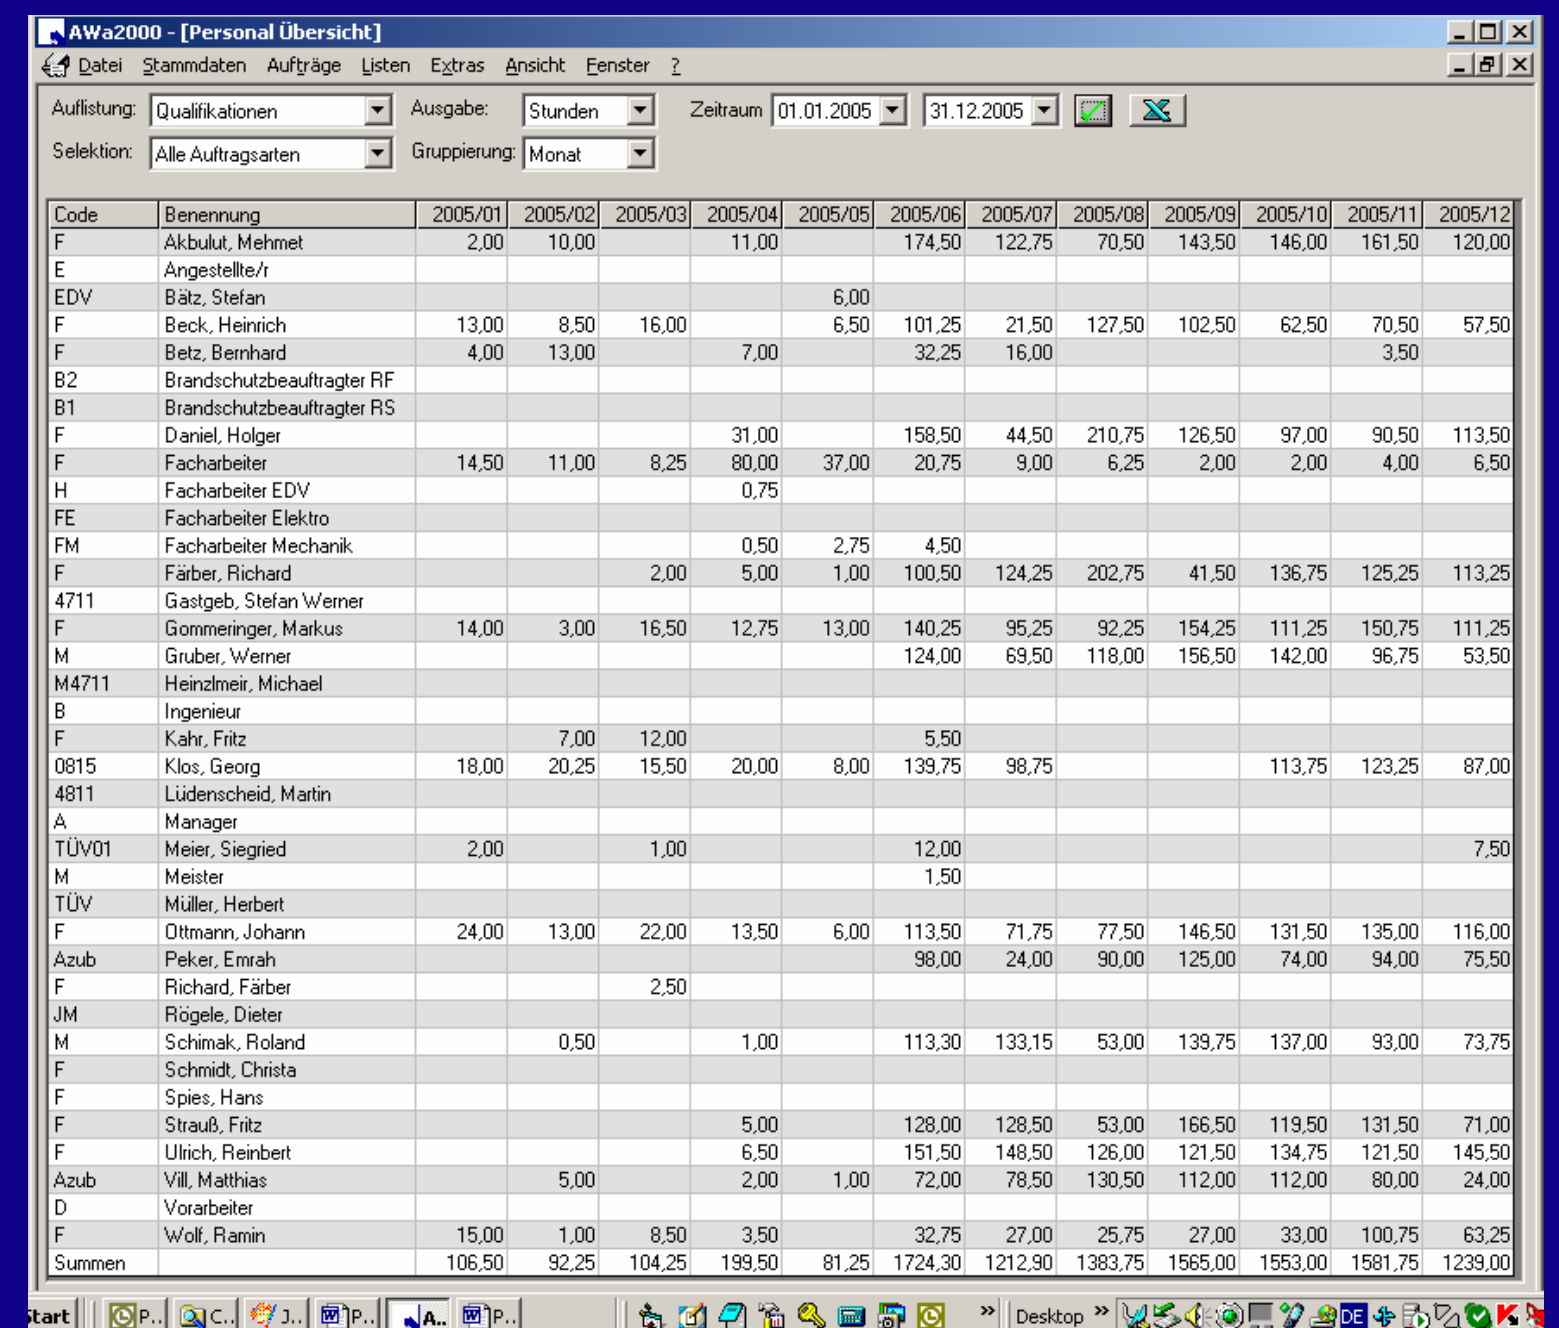 AWa2000 - [Personal Übersicht]
Datei Stammdaten Aufträge Listen Extras Ansicht Fenster ?
Auflistung: Qualifikationen Ausgabe: Stunden Zeitraum 01.01.2005 31.12.2005
Selektion: Alle Auftragsarten Gruppierung: Monat
Code Benennung 2005/01 2005/02 2005/03 2005/04 2005/05 2005/06 2005/07 2005/08 2005/09 2005/10 2005/11 2005/12
F Akbulut, Mehmet 2,00 10,00 11,00 174,50 122,75 70,50 143,50 146,00 161,50 120,00
E Angestellte/r
EDV Bätz, Stefan 6,00
F Beck, Heinrich 13,00 8,50 16,00 6,50 101,25 21,50 127,50 102,50 62,50 70,50 57,50
F Betz, Bernhard 4,00 13,00 7,00 32,25 16,00 3,50
B2 Brandschutzbeauftragter RF
B1 Brandschutzbeauftragter RS
F Daniel, Holger 31,00 158,50 44,50 210,75 126,50 97,00 90,50 113,50
F Facharbeiter 14,50 11,00 8,25 80,00 37,00 20,75 9,00 6,25 2,00 2,00 4,00 6,50
H Facharbeiter EDV 0,75
FE Facharbeiter Elektro
FM Facharbeiter Mechanik 0,50 2,75 4,50
F Färber, Richard 2,00 5,00 1,00 100,50 124,25 202,75 41,50 136,75 125,25 113,25
4711 Gastgeb, Stefan Werner
F Gommeringer, Markus 14,00 3,00 16,50 12,75 13,00 140,25 95,25 92,25 154,25 111,25 150,75 111,25
M Gruber, Werner 124,00 69,50 118,00 156,50 142,00 96,75 53,50
M4711 Heinzlmeir, Michael
B Ingenieur
F Kahr, Fritz 7,00 12,00 5,50
0815 Klos, Georg 18,00 20,25 15,50 20,00 8,00 139,75 98,75 113,75 123,25 87,00
4811 Lüdenscheid, Martin
A Manager
TÜV01 Meier, Siegried 2,00 1,00 12,00 7,50
M Meister 1,50
TÜV Müller, Herbert
F Ottmann, Johann 24,00 13,00 22,00 13,50 6,00 113,50 71,75 77,50 146,50 131,50 135,00 116,00
Azub Peker, Emrah 98,00 24,00 90,00 125,00 74,00 94,00 75,50
F Richard, Färber 2,50
JM Rögele, Dieter
M Schimak, Roland 0,50 1,00 113,30 133,15 53,00 139,75 137,00 93,00 73,75
F Schmidt, Christa
F Spies, Hans
F Strauß, Fritz 5,00 128,00 128,50 53,00 166,50 119,50 131,50 71,00
F Ulrich, Reinbert 6,50 151,50 148,50 126,00 121,50 134,75 121,50 145,50
Azub Vill, Matthias 5,00 2,00 1,00 72,00 78,50 130,50 112,00 112,00 80,00 24,00
D Vorarbeiter
F Wolf, Ramin 15,00 1,00 8,50 3,50 32,75 27,00 25,75 27,00 33,00 100,75 63,25
Summen 106,50 92,25 104,25 199,50 81,25 1724,30 1212,90 1383,75 1565,00 1553,00 1581,75 1239,00
Start P.. C.. J.. P.. A.. P.. » Desktop » DE